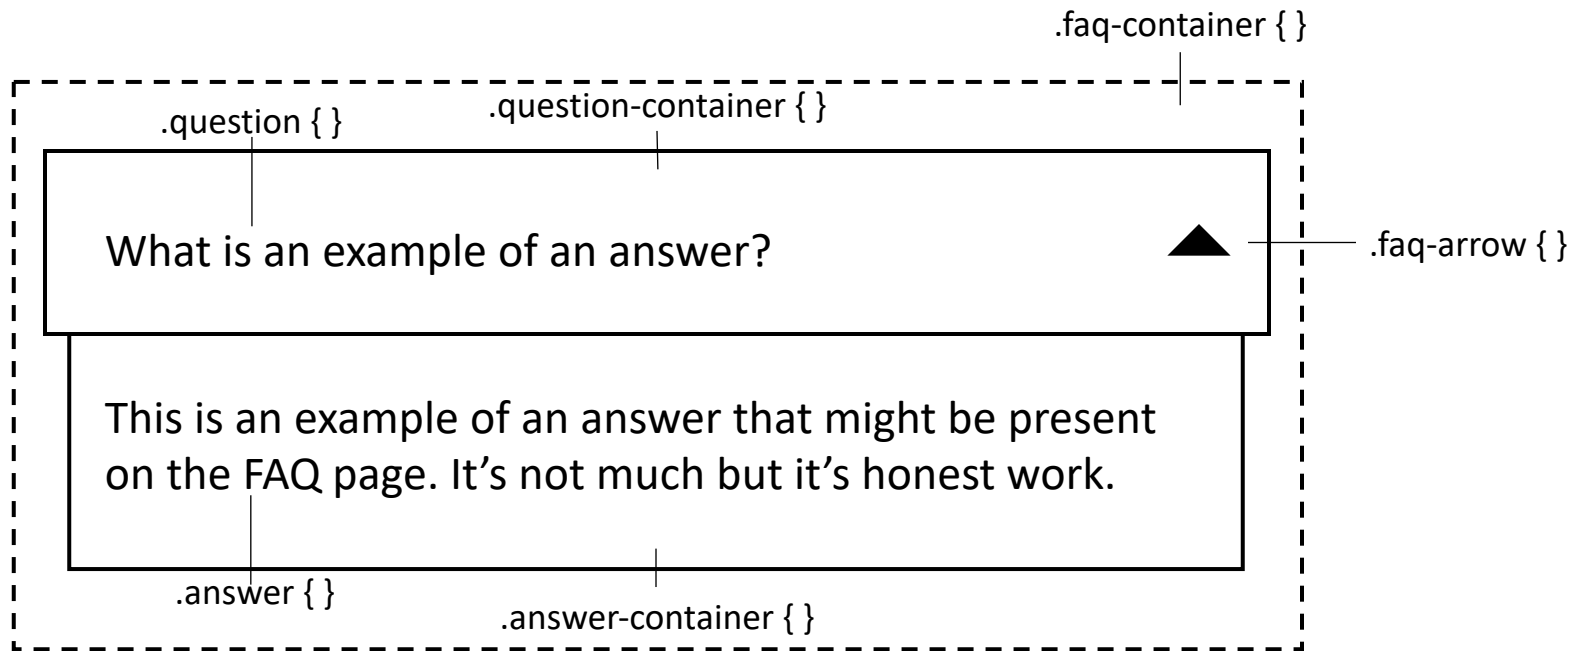 .faq-container { }
.question-container { }
.question { }
What is an example of an answer?
.faq-arrow { }
This is an example of an answer that might be present
on the FAQ page. It’s not much but it’s honest work.
.answer { }
.answer-container { }